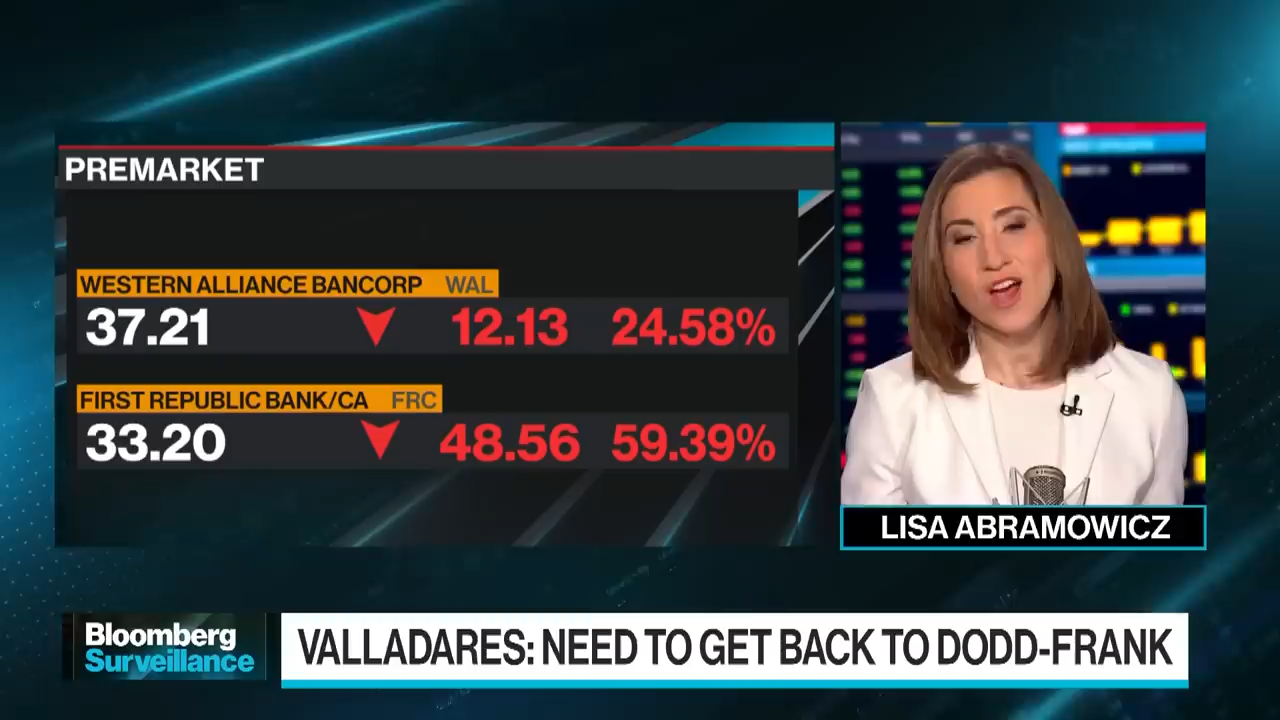 PREMARKET
WESTERN ALLIANCE BANCORP WAL
37.21 ▼ 12.13 24.58%
FIRST REPUBLIC BANK/CA FRC
33.20 ▼ 48.56 59.39%
LISA ABRAMOWICZ
Bloomberg
Surveillance
VALLADARES: NEED TO GET BACK TO DODD-FRANK